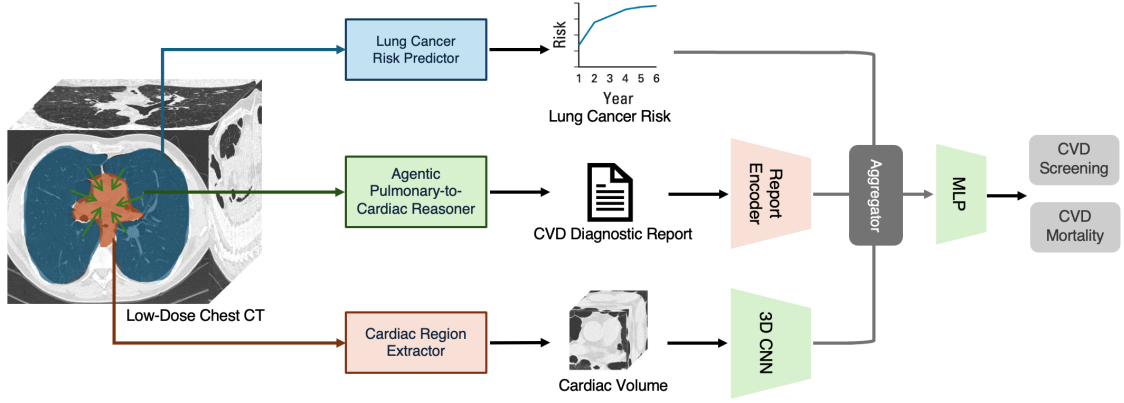 Lung Cancer
Risk Predictor
Risk
1 2 3 4 5 6
Year
Lung Cancer Risk
Agentic
Pulmonary-to-
Cardiac Reasoner
CVD Diagnostic Report
Report
Encoder
Aggregator
MLP
CVD
Screening
CVD
Mortality
Low-Dose Chest CT
Cardiac Region
Extractor
Cardiac Volume
3D CNN